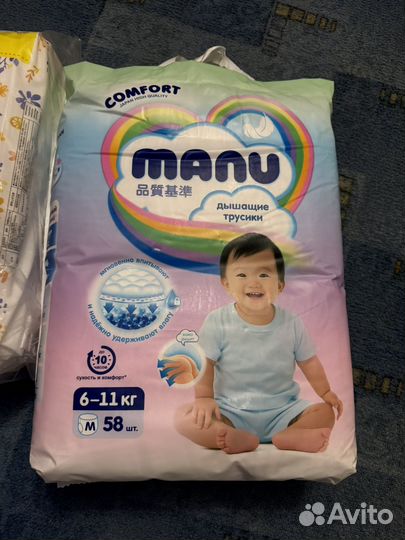 COMFORT
JAPAN HIGH QUALITY
MANU
品質基準
дышащие
трусики
мгновенно впитывают
и надёжно удерживают влагу
до
10
часов
сухость и комфорт*
6–11 КГ
M 58 шт.
Avito